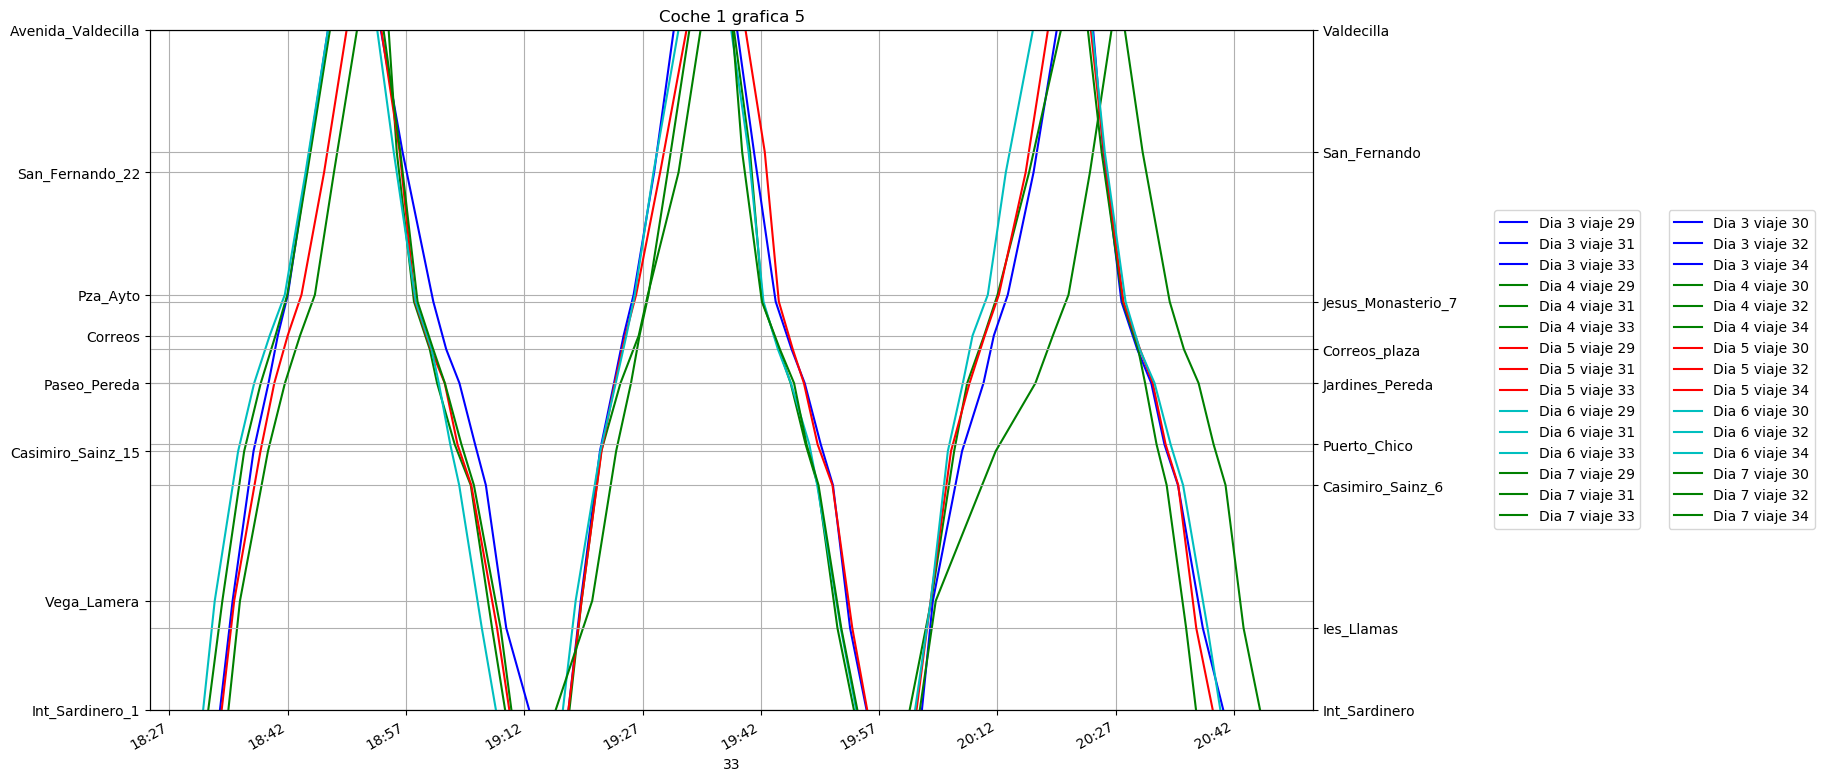 Coche 1 grafica 5
Avenida_Valdecilla
San_Fernando_22
Pza_Ayto
Correos
Paseo_Pereda
Casimiro_Sainz_15
Vega_Lamera
Int_Sardinero_1
Valdecilla
San_Fernando
Jesus_Monasterio_7
Correos_plaza
Jardines_Pereda
Puerto_Chico
Casimiro_Sainz_6
Ies_Llamas
Int_Sardinero
18:27
18:42
18:57
19:12
19:27
19:42
19:57
20:12
20:27
20:42
33
Dia 3 viaje 29
Dia 3 viaje 31
Dia 3 viaje 33
Dia 4 viaje 29
Dia 4 viaje 31
Dia 4 viaje 33
Dia 5 viaje 29
Dia 5 viaje 31
Dia 5 viaje 33
Dia 6 viaje 29
Dia 6 viaje 31
Dia 6 viaje 33
Dia 7 viaje 29
Dia 7 viaje 31
Dia 7 viaje 33
Dia 3 viaje 30
Dia 3 viaje 32
Dia 3 viaje 34
Dia 4 viaje 30
Dia 4 viaje 32
Dia 4 viaje 34
Dia 5 viaje 30
Dia 5 viaje 32
Dia 5 viaje 34
Dia 6 viaje 30
Dia 6 viaje 32
Dia 6 viaje 34
Dia 7 viaje 30
Dia 7 viaje 32
Dia 7 viaje 34